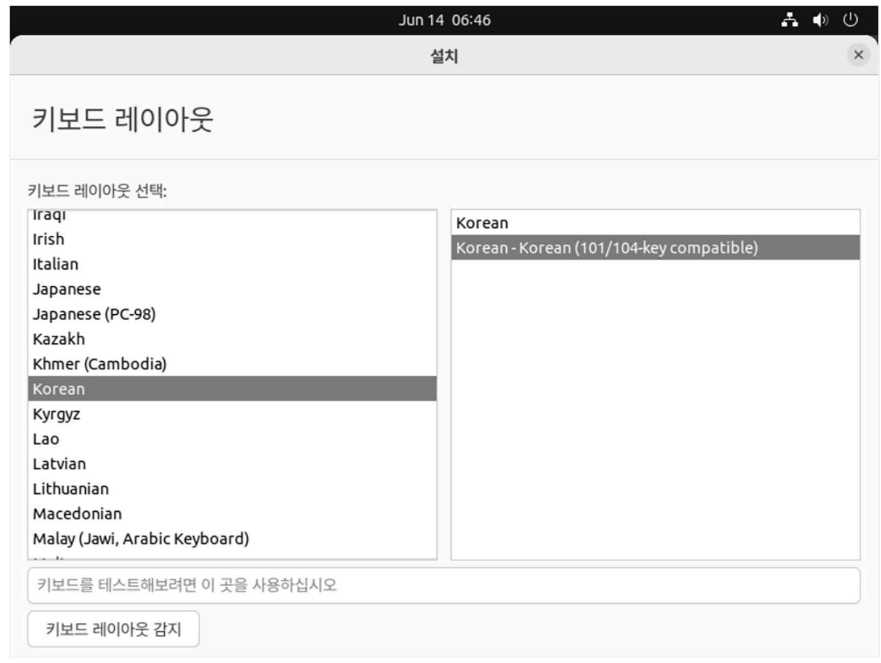 Jun 14 06:46
설치
키보드 레이아웃
키보드 레이아웃 선택:
Iraqi
Irish
Italian
Japanese
Japanese (PC-98)
Kazakh
Khmer (Cambodia)
Korean
Kyrgyz
Lao
Latvian
Lithuanian
Macedonian
Malay (Jawi, Arabic Keyboard)
Korean
Korean - Korean (101/104-key compatible)
키보드를 테스트해보려면 이 곳을 사용하십시오
키보드 레이아웃 감지